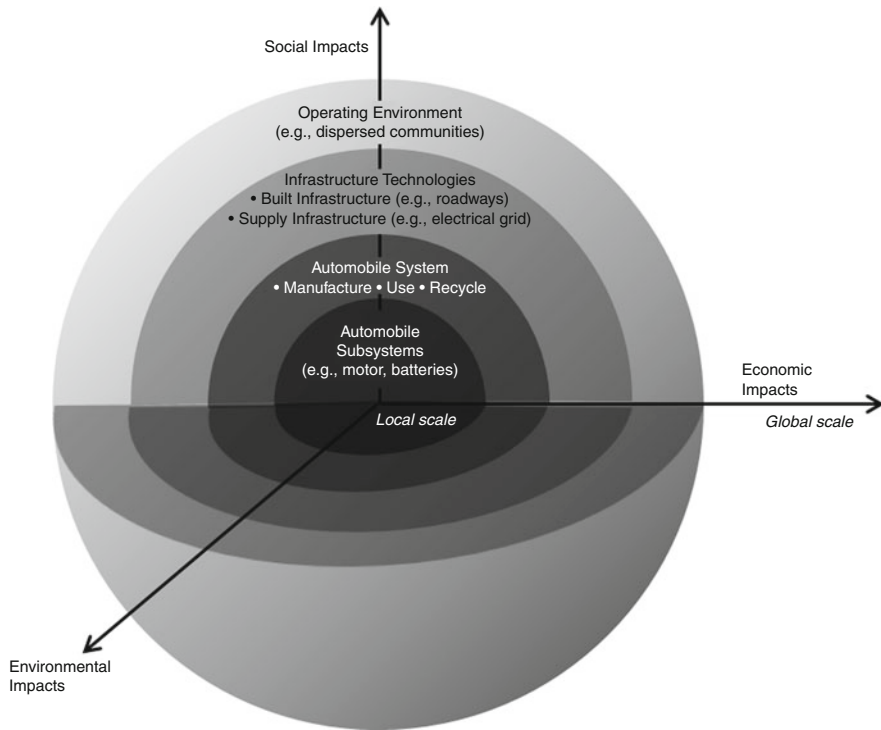 Social Impacts
Operating Environment
(e.g., dispersed communities)
Infrastructure Technologies
• Built Infrastructure (e.g., roadways)
• Supply Infrastructure (e.g., electrical grid)
Automobile System
• Manufacture • Use • Recycle
Automobile
Subsystems
(e.g., motor, batteries)
Economic
Impacts
Local scale
Global scale
Environmental
Impacts